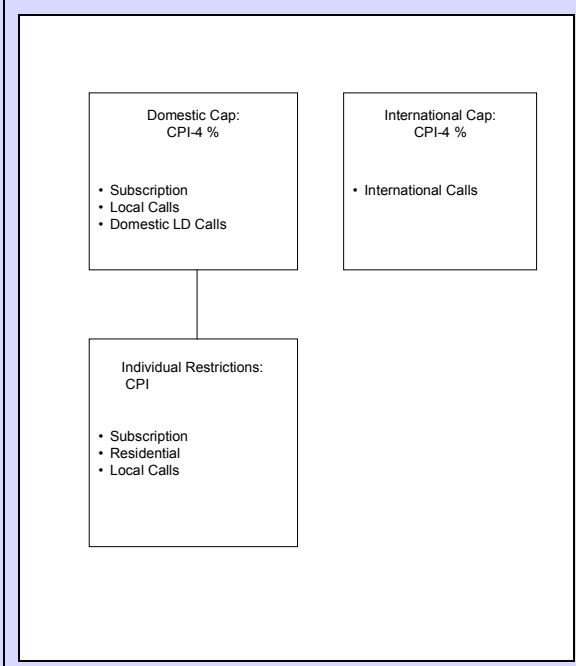 Domestic Cap:
CPI-4 %
• Subscription
• Local Calls
• Domestic LD Calls
International Cap:
CPI-4 %
• International Calls
Individual Restrictions:
CPI
• Subscription
• Residential
• Local Calls